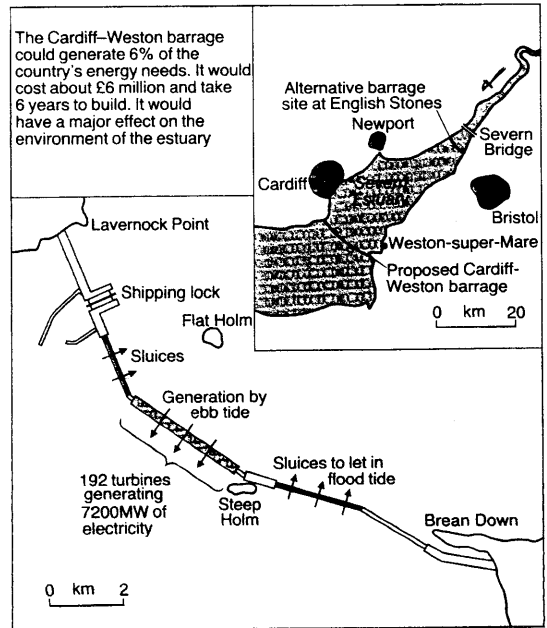 The Cardiff–Weston barrage
could generate 6% of the
country's energy needs. It would
cost about £6 million and take
6 years to build. It would
have a major effect on the
environment of the estuary
Alternative barrage
site at English Stones
Newport
Severn
Bridge
Cardiff
Severn
Estuary
Bristol
Weston-super-Mare
Proposed Cardiff-
Weston barrage
0 km 20
Lavernock Point
Shipping lock
Flat Holm
Sluices
Generation by
ebb tide
192 turbines
generating
7200MW of
electricity
Sluices to let in
flood tide
Steep
Holm
Brean Down
0 km 2